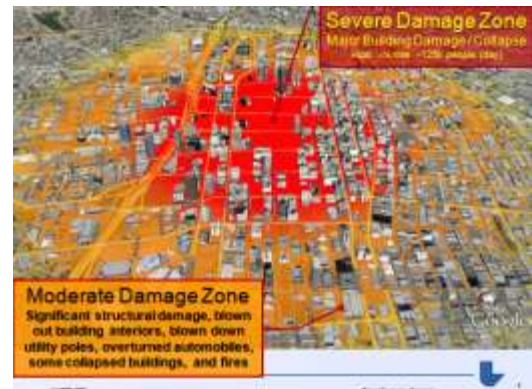 Severe Damage Zone
Major Building Damage / Collapse
Moderate Damage Zone
Significant structural damage, blown
out building interiors, blown down
utility poles, overturned automobiles,
some collapsed buildings, and fires
Google